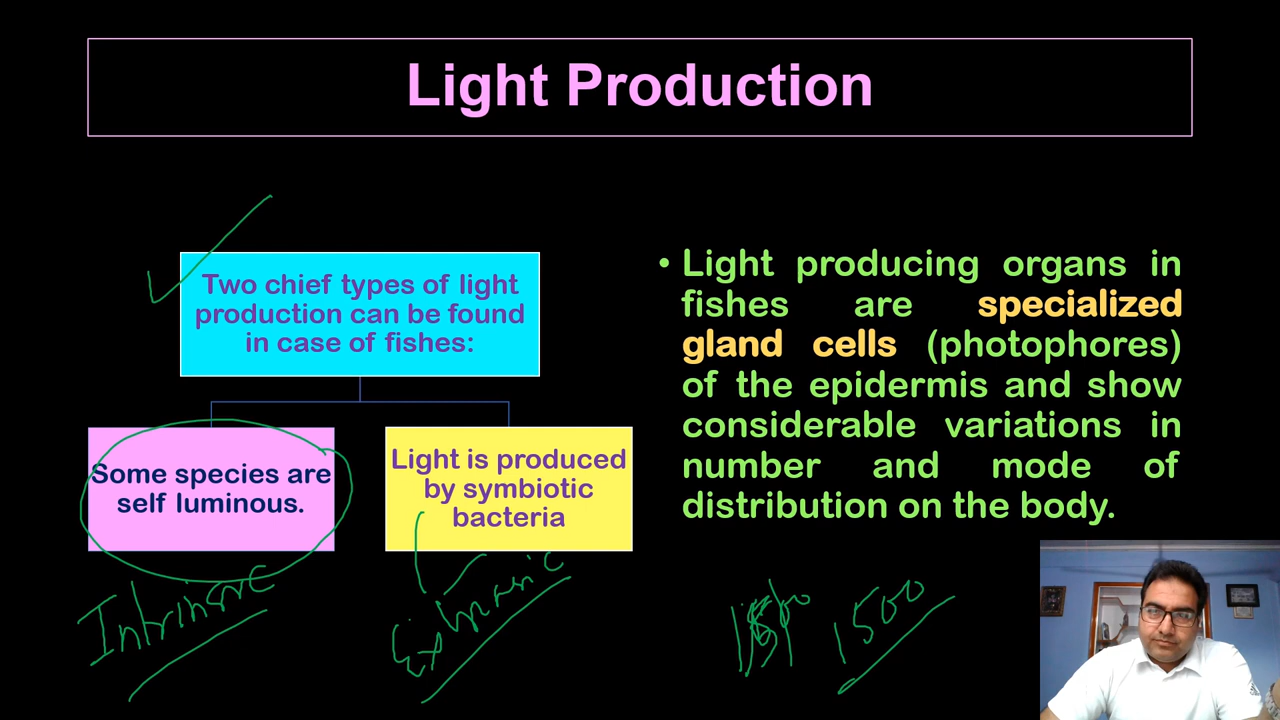 Light Production
Two chief types of light
production can be found
in case of fishes:
Some species are
self luminous.
Light is produced
by symbiotic
bacteria
• Light producing organs in
fishes are specialized
gland cells (photophores)
of the epidermis and show
considerable variations in
number and mode of
distribution on the body.
1500